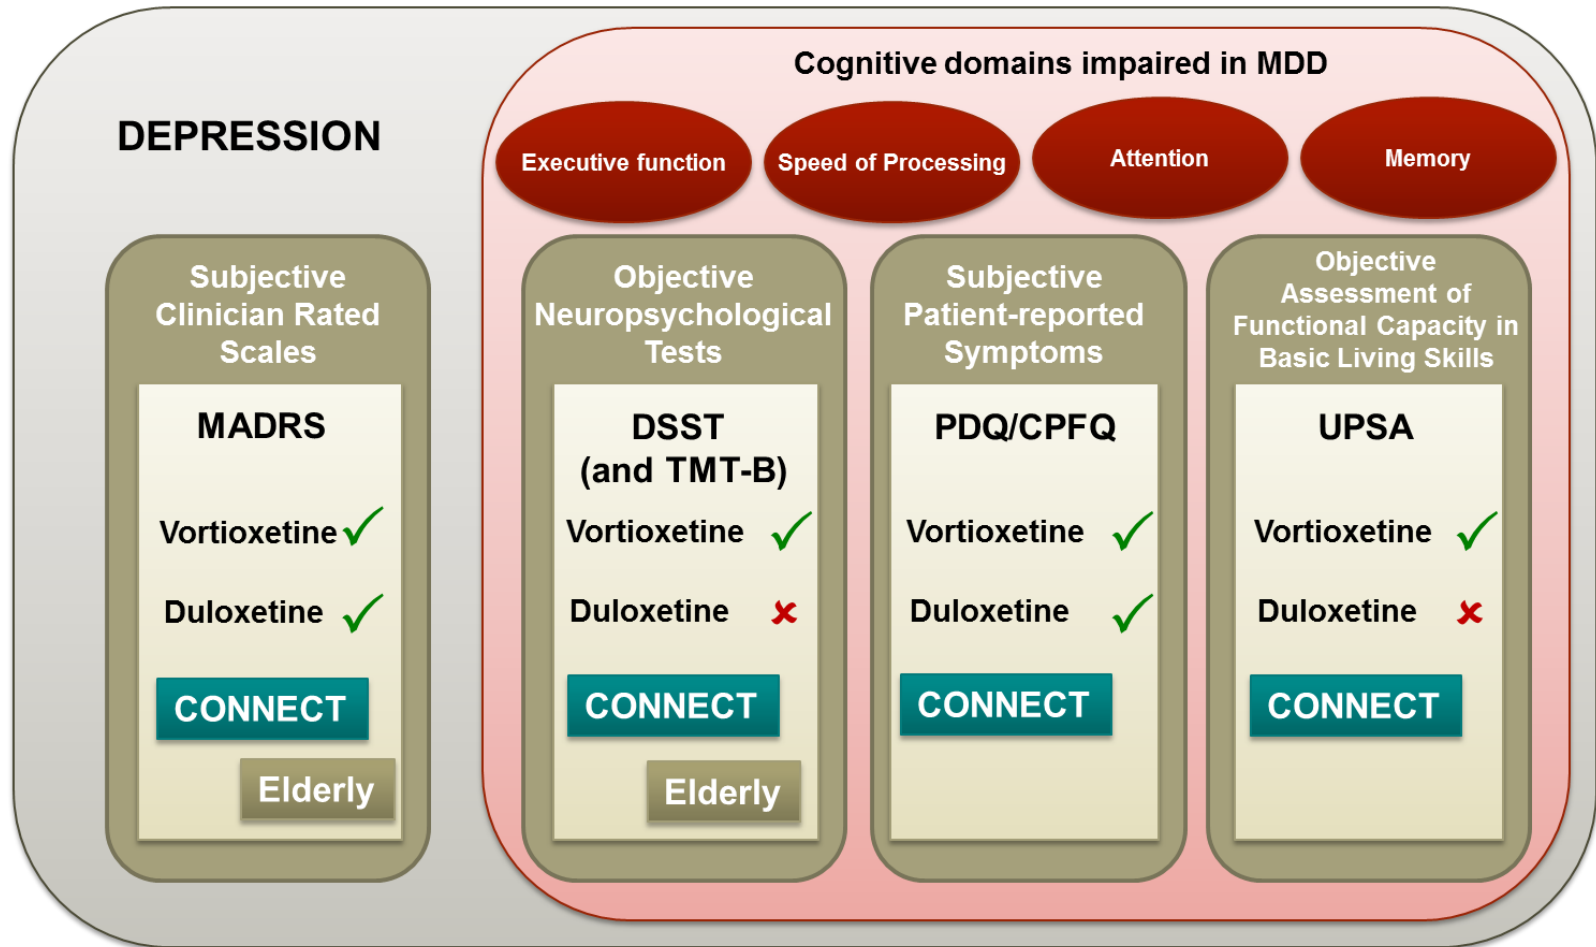 Cognitive domains impaired in MDD
DEPRESSION
Executive function
Speed of Processing
Attention
Memory
Subjective
Clinician Rated
Scales
MADRS
Vortioxetine ✓
Duloxetine ✓
CONNECT
Elderly
Objective
Neuropsychological
Tests
DSST
(and TMT-B)
Vortioxetine ✓
Duloxetine ✘
CONNECT
Elderly
Subjective
Patient-reported
Symptoms
PDQ/CPFQ
Vortioxetine ✓
Duloxetine ✓
CONNECT
Objective
Assessment of
Functional Capacity in
Basic Living Skills
UPSA
Vortioxetine ✓
Duloxetine ✘
CONNECT